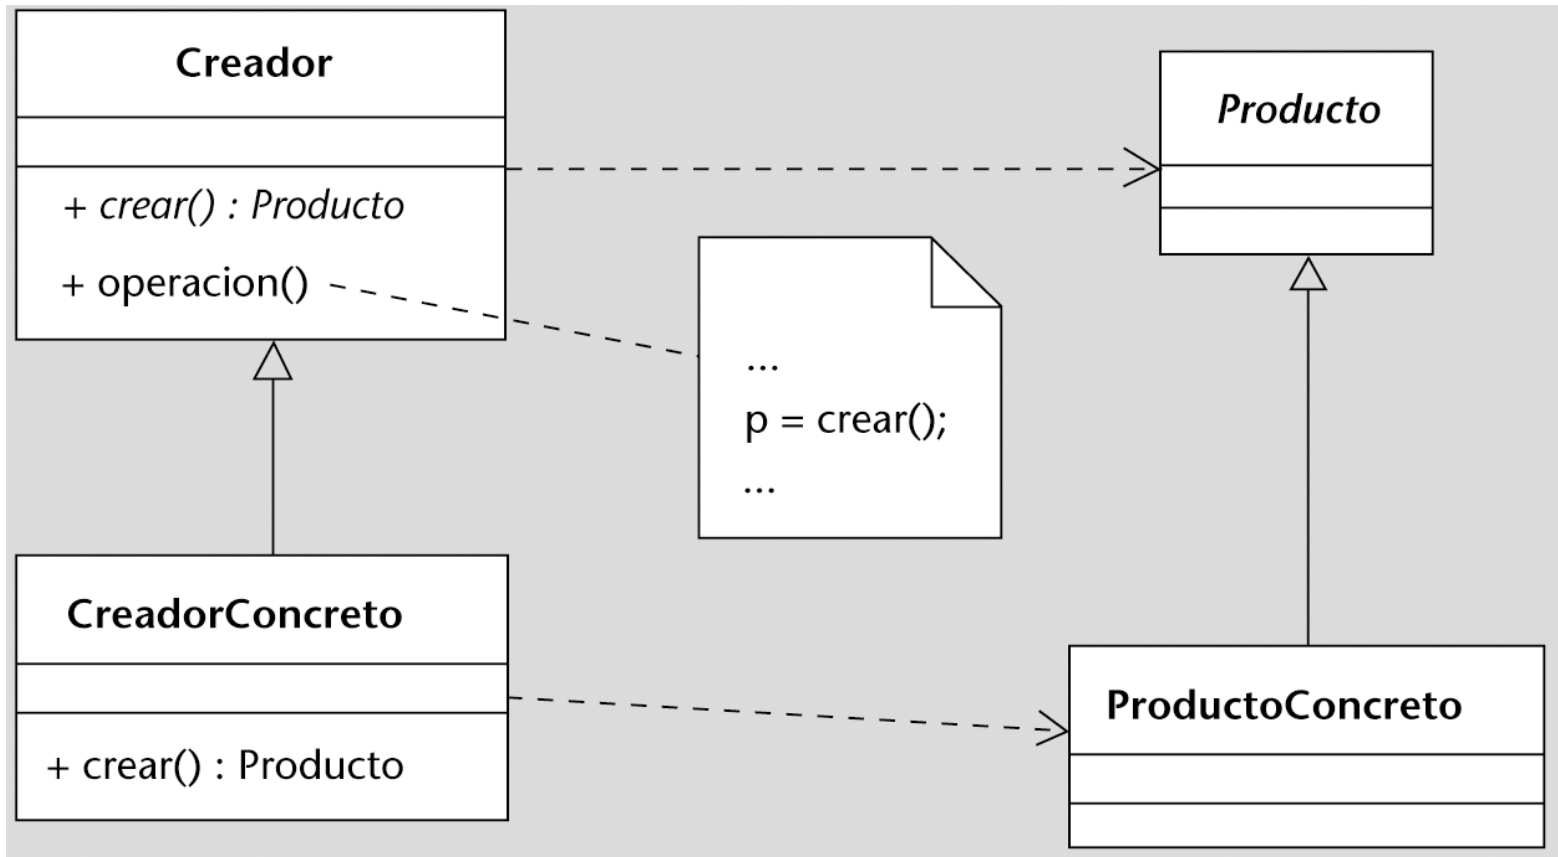 Creador
+ crear() : Producto
+ operacion()
Producto
...
p = crear();
...
CreadorConcreto
+ crear() : Producto
ProductoConcreto